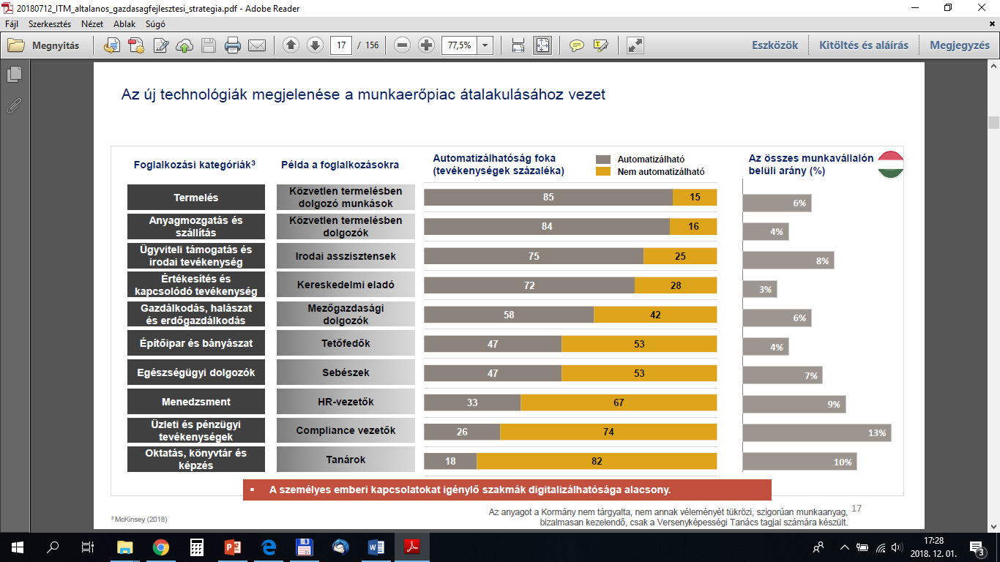 20180712_ITM_altalanos_gazdasagfejlesztesi_strategia.pdf - Adobe Reader
Fájl Szerkesztés Nézet Ablak Súgó
Megnyitás 17 / 156 77,5% Eszközök Kitöltés és aláírás Megjegyzés
Az új technológiák megjelenése a munkaerőpiac átalakulásához vezet
Foglalkozási kategóriák³
Példa a foglalkozásokra
Automatizálhatóság foka
(tevékenységek százaléka)
Automatizálható
Nem automatizálható
Az összes munkavállalón
belüli arány (%)
Termelés
Közvetlen termelésben
dolgozó munkások
85 15
6%
Anyagmozgatás és
szállítás
Közvetlen termelésben
dolgozók
84 16
4%
Ügyviteli támogatás és
irodai tevékenység
Irodai asszisztensek
75 25
8%
Értékesítés és
kapcsolódó tevékenység
Kereskedelmi eladó
72 28
3%
Gazdálkodás, halászat
és erdőgazdálkodás
Mezőgazdasági
dolgozók
58 42
6%
Építőipar és bányászat
Tetőfedők
47 53
4%
Egészségügyi dolgozók
Sebészek
47 53
7%
Menedzsment
HR-vezetők
33 67
9%
Üzleti és pénzügyi
tevékenységek
Compliance vezetők
26 74
13%
Oktatás, könyvtár és
képzés
Tanárok
18 82
10%
▪ A személyes emberi kapcsolatokat igénylő szakmák digitalizálhatósága alacsony.
³ McKinsey (2018)
Az anyagot a Kormány nem tárgyalta, nem annak véleményét tükrözi, szigorúan munkaanyag,
bizalmasan kezelendő, csak a Versenyképességi Tanács tagjai számára készült.
17
17:28
2018. 12. 01.
3